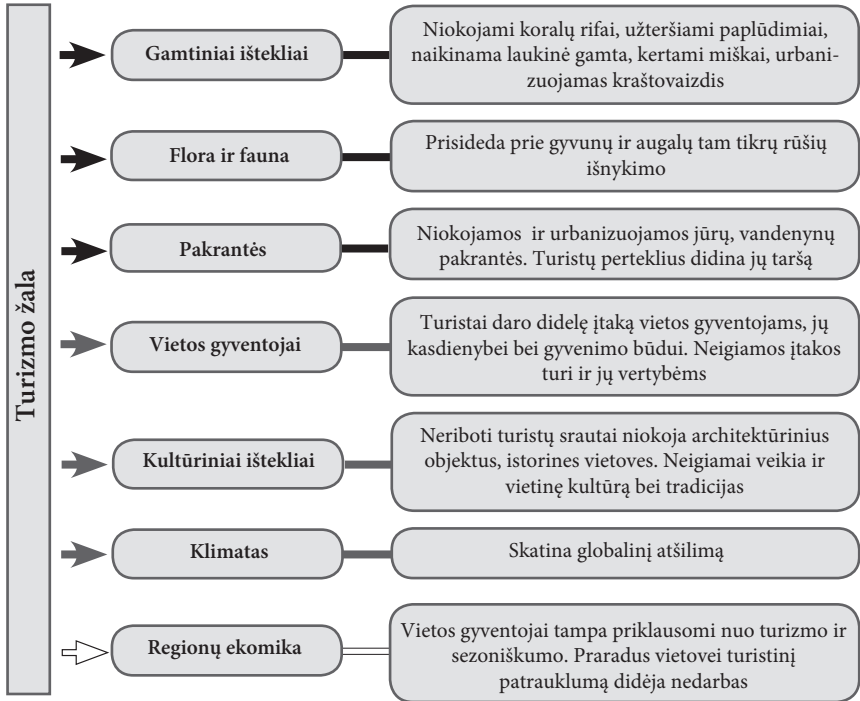 Turizmo žala
Gamtiniai ištekliai
Niokojami koralų rifai, užteršiami paplūdimiai,
naikinama laukinė gamta, kertami miškai, urbani-
zuojamas kraštovaizdis
Flora ir fauna
Prisideda prie gyvunų ir augalų tam tikrų rūšių
išnykimo
Pakrantės
Niokojamos ir urbanizuojamos jūrų, vandenynų
pakrantės. Turistų perteklius didina jų taršą
Vietos gyventojai
Turistai daro didelę įtaką vietos gyventojams, jų
kasdienybei bei gyvenimo būdui. Neigiamos įtakos
turi ir jų vertybėms
Kultūriniai ištekliai
Neriboti turistų srautai niokoja architektūrinius
objektus, istorines vietoves. Neigiamai veikia ir
vietinę kultūrą bei tradicijas
Klimatas
Skatina globalinį atšilimą
Regionų ekomika
Vietos gyventojai tampa priklausomi nuo turizmo ir
sezoniškumo. Praradus vietovei turistinį
patrauklumą didėja nedarbas